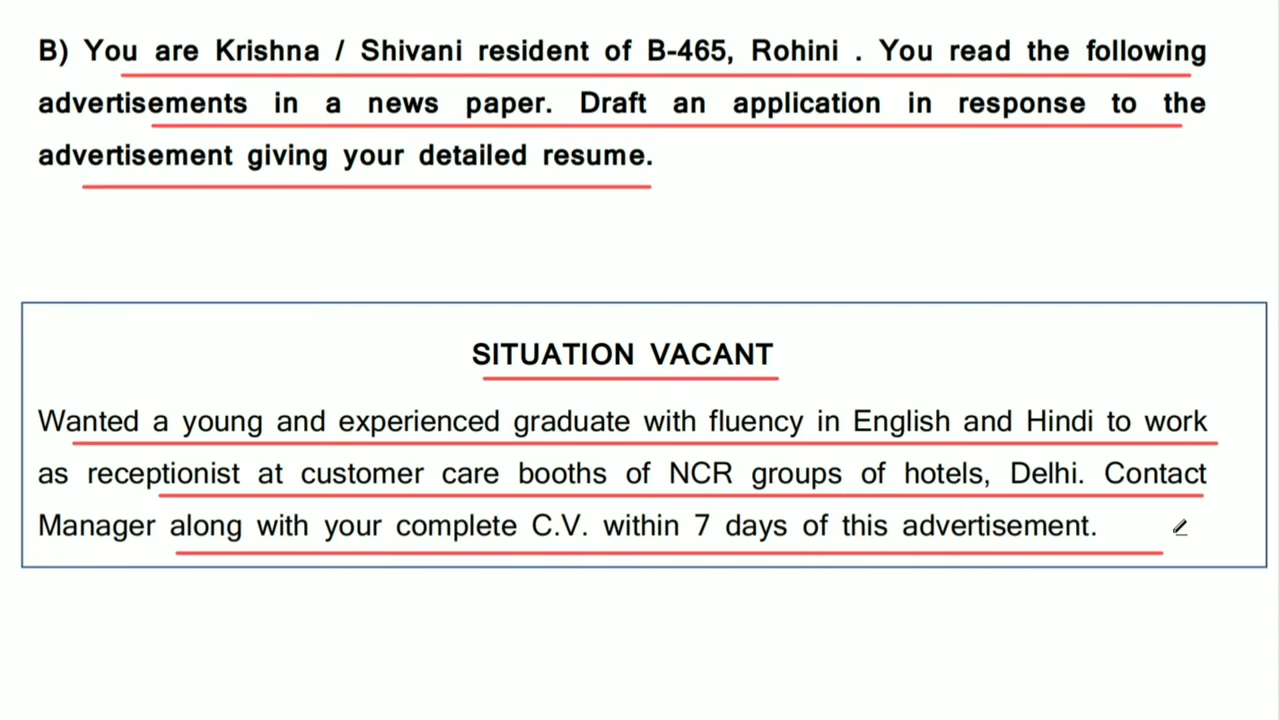 B) You are Krishna / Shivani resident of B-465, Rohini . You read the following
advertisements in a news paper. Draft an application in response to the
advertisement giving your detailed resume.
SITUATION VACANT
Wanted a young and experienced graduate with fluency in English and Hindi to work
as receptionist at customer care booths of NCR groups of hotels, Delhi. Contact
Manager along with your complete C.V. within 7 days of this advertisement.